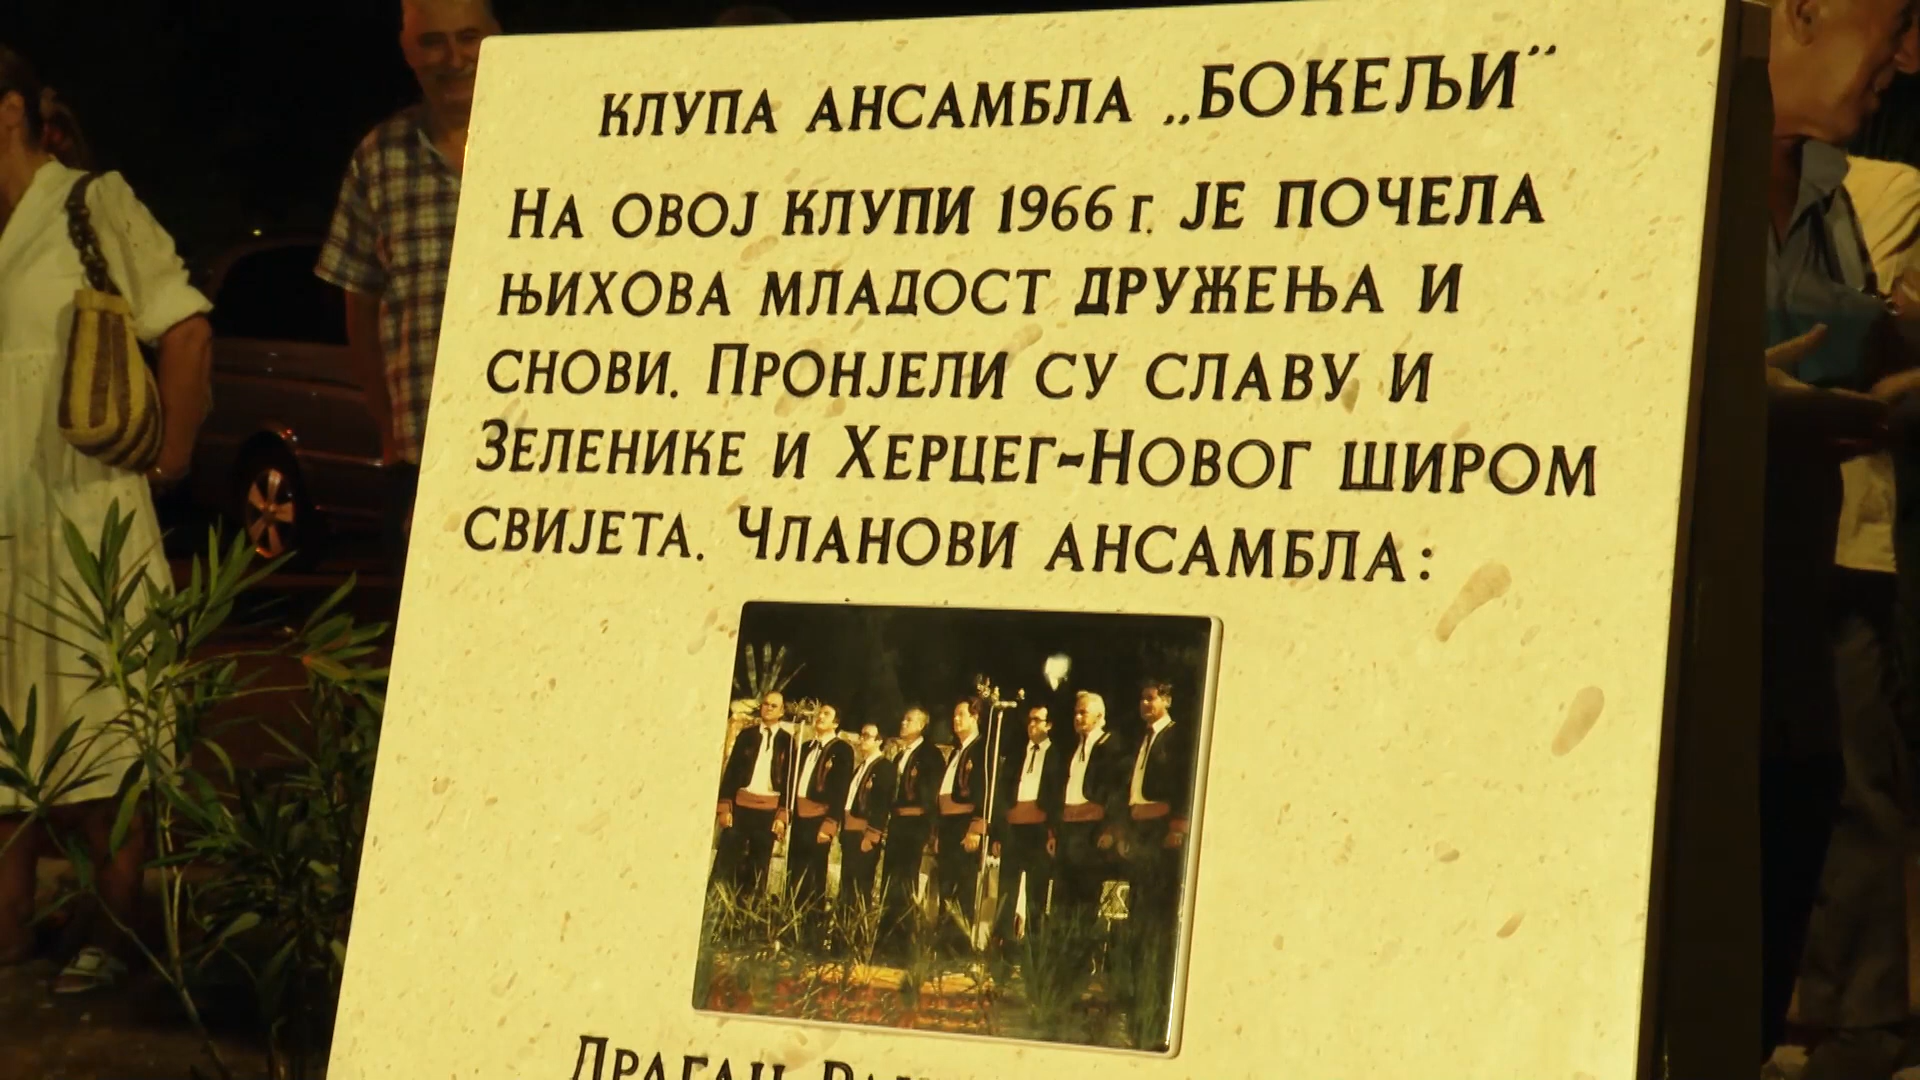 КЛУПА АНСАМБЛА „БОКЕЉИ¨
НА ОВОЈ КЛУПИ 1966 г. ЈЕ ПОЧЕЛА
ЊИХОВА МЛАДОСТ ДРУЖЕЊА И
СНОВИ. ПРОНЈЕЛИ СУ СЛАВУ И
ЗЕЛЕНИКЕ И ХЕРЦЕГ-НОВОГ ШИРОМ
СВИЈЕТА. ЧЛАНОВИ АНСАМБЛА:
ДРАГАН